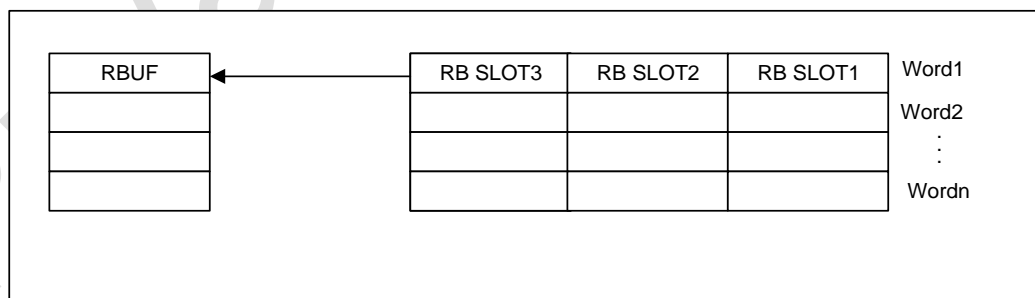 RBUF RB SLOT3 RB SLOT2 RB SLOT1 Word1
Word2
.
.
.
Wordn